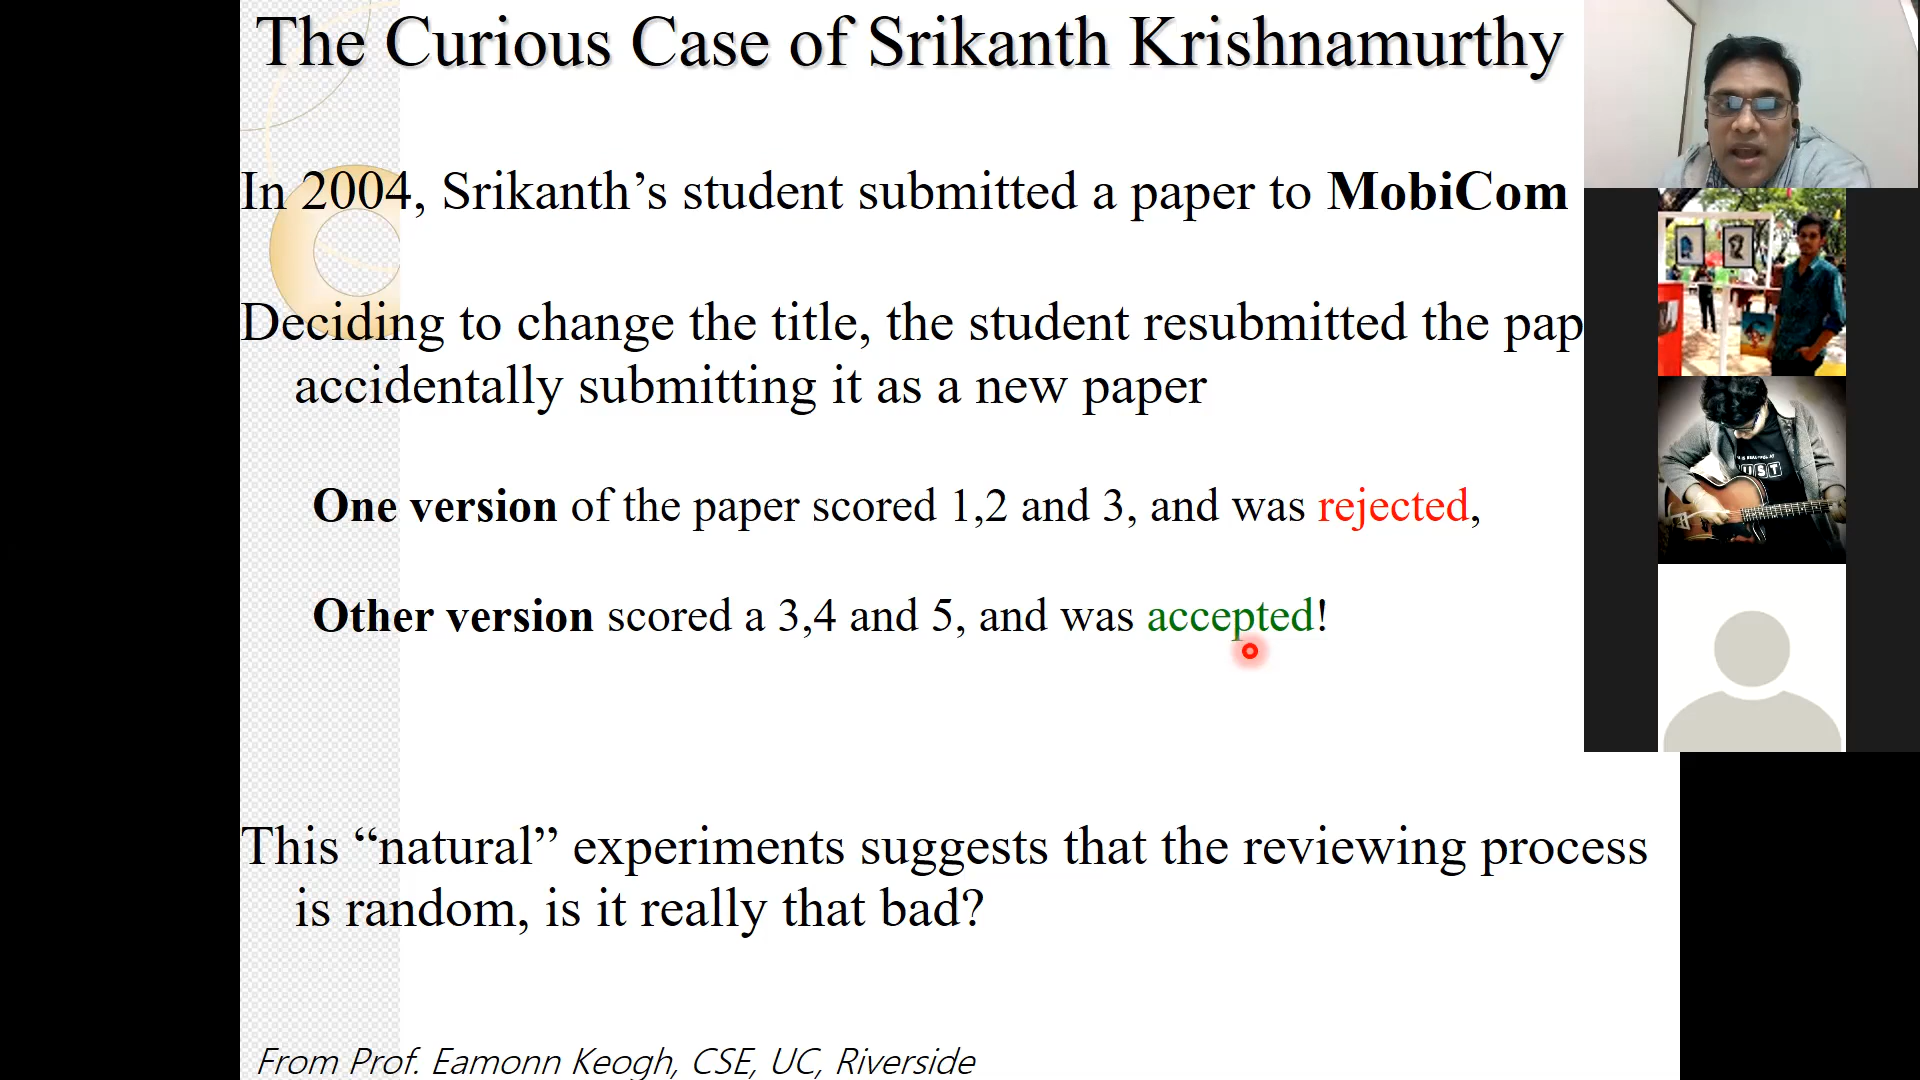 The Curious Case of Srikanth Krishnamurthy
In 2004, Srikanth’s student submitted a paper to MobiCom
Deciding to change the title, the student resubmitted the pap
accidentally submitting it as a new paper
One version of the paper scored 1,2 and 3, and was rejected,
Other version scored a 3,4 and 5, and was accepted!
This “natural” experiments suggests that the reviewing process
is random, is it really that bad?
From Prof. Eamonn Keogh, CSE, UC, Riverside